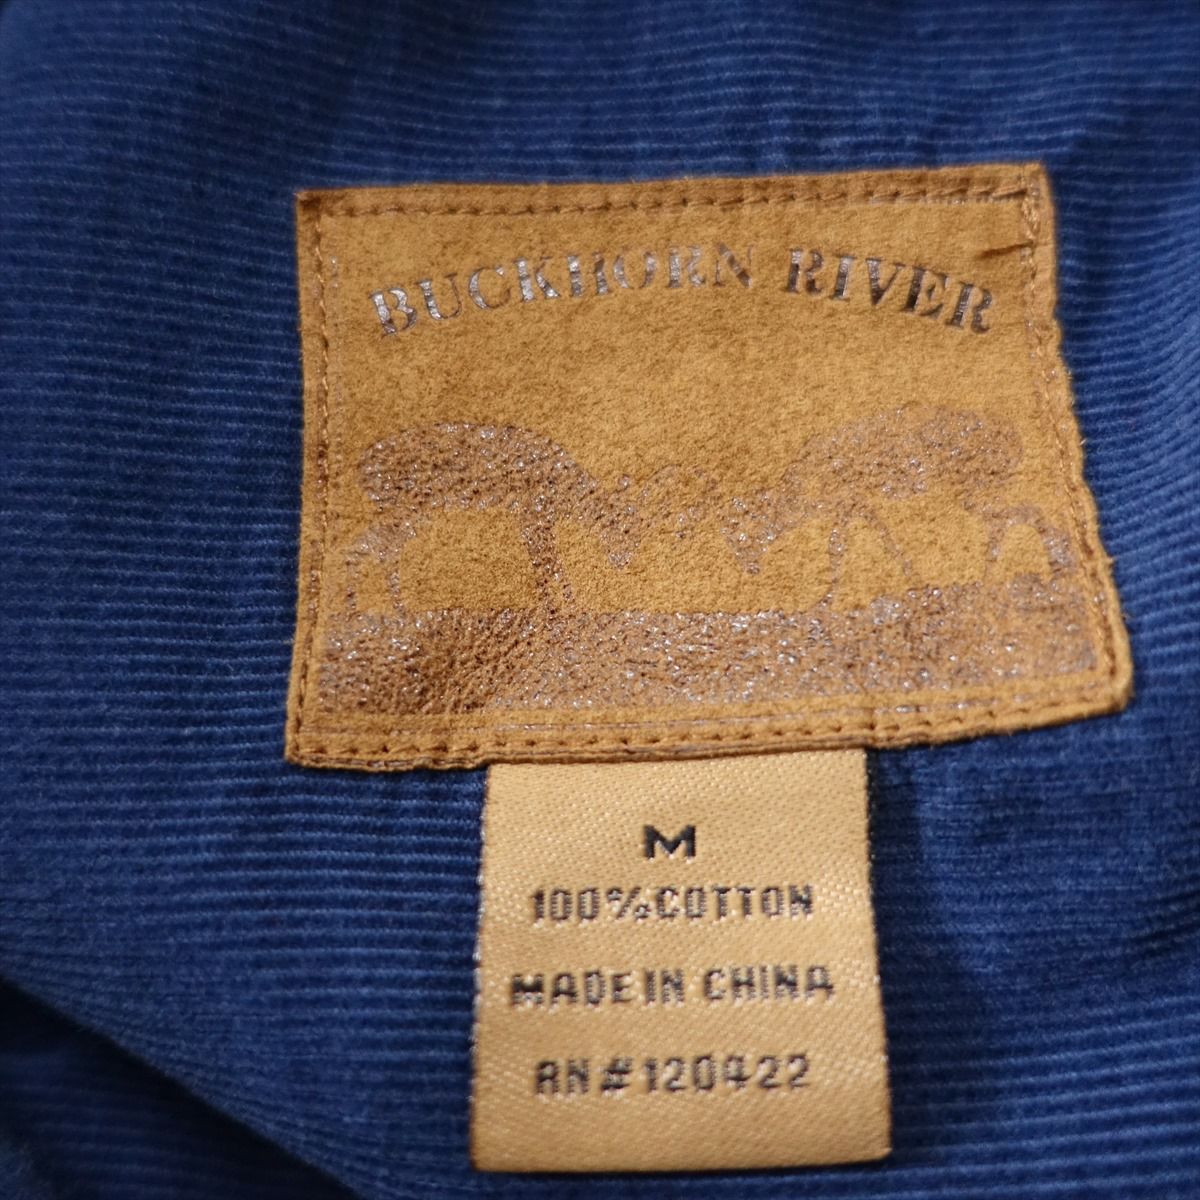 BUCKHORN RIVER
M
100%COTTON
MADE IN CHINA
RN#120422